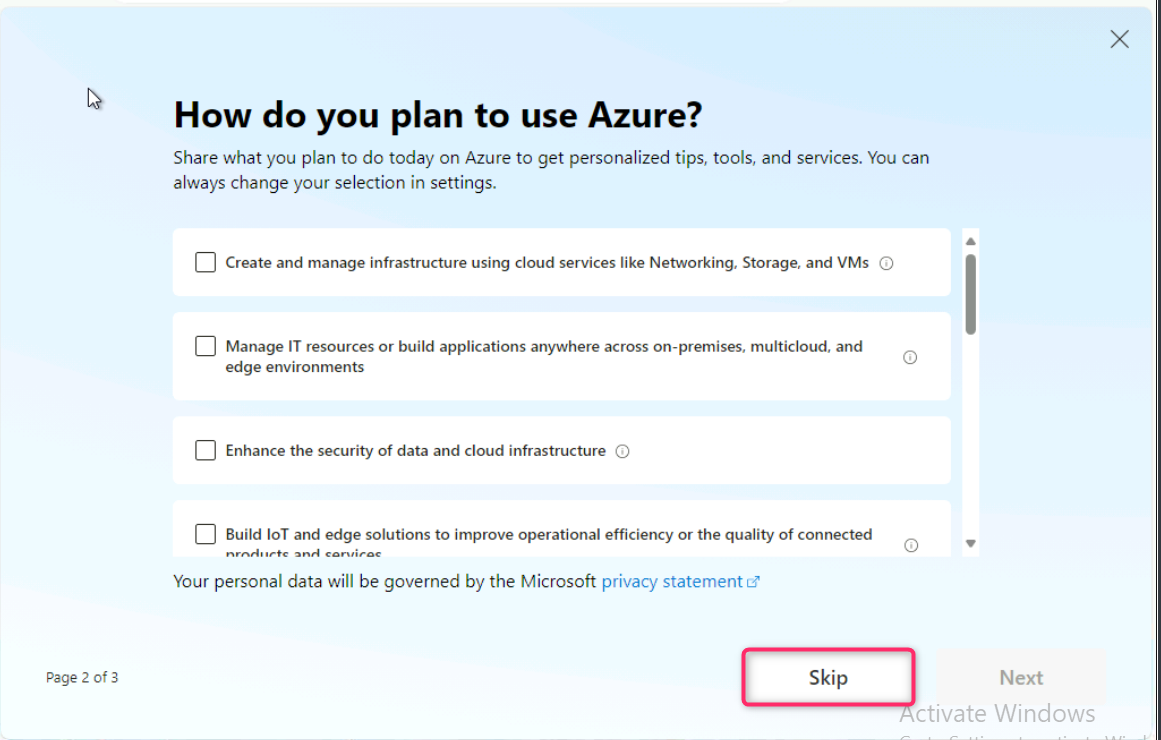 How do you plan to use Azure?
Share what you plan to do today on Azure to get personalized tips, tools, and services. You can
always change your selection in settings.
Create and manage infrastructure using cloud services like Networking, Storage, and VMs
Manage IT resources or build applications anywhere across on-premises, multicloud, and
edge environments
Enhance the security of data and cloud infrastructure
Build IoT and edge solutions to improve operational efficiency or the quality of connected
products and services
Your personal data will be governed by the Microsoft privacy statement
Page 2 of 3
Skip
Next
Activate Windows